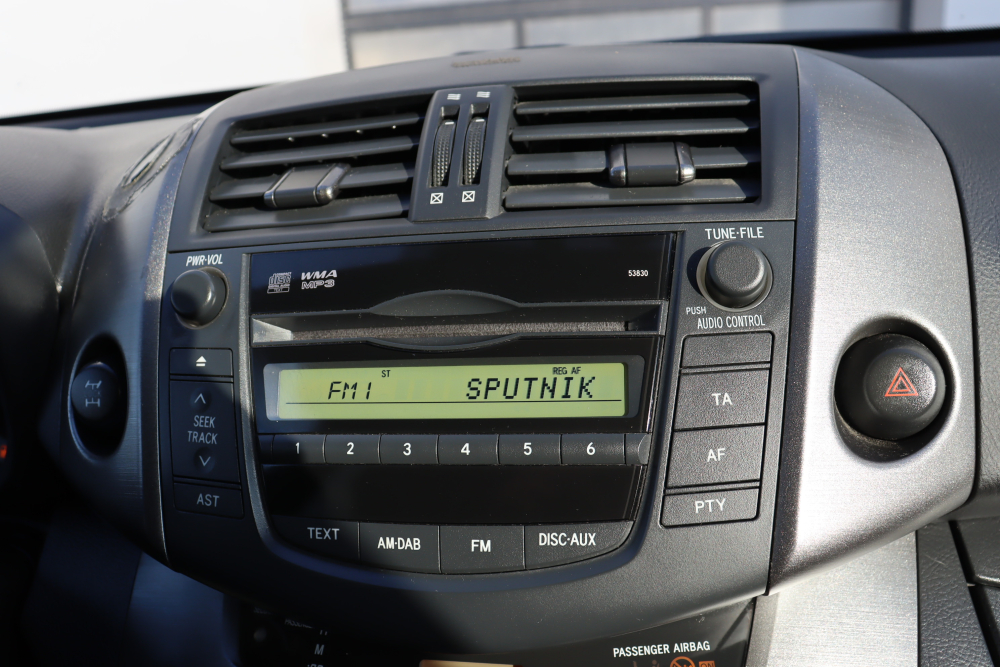 PWR·VOL
DISC
WMA
MP3
53830
TUNE·FILE
PUSH
AUDIO CONTROL
ST
REG AF
FM1
SPUTNIK
SEEK
TRACK
AST
1 2 3 4 5 6
TA
AF
PTY
TEXT
AM·DAB
FM
DISC·AUX
PASSENGER AIRBAG